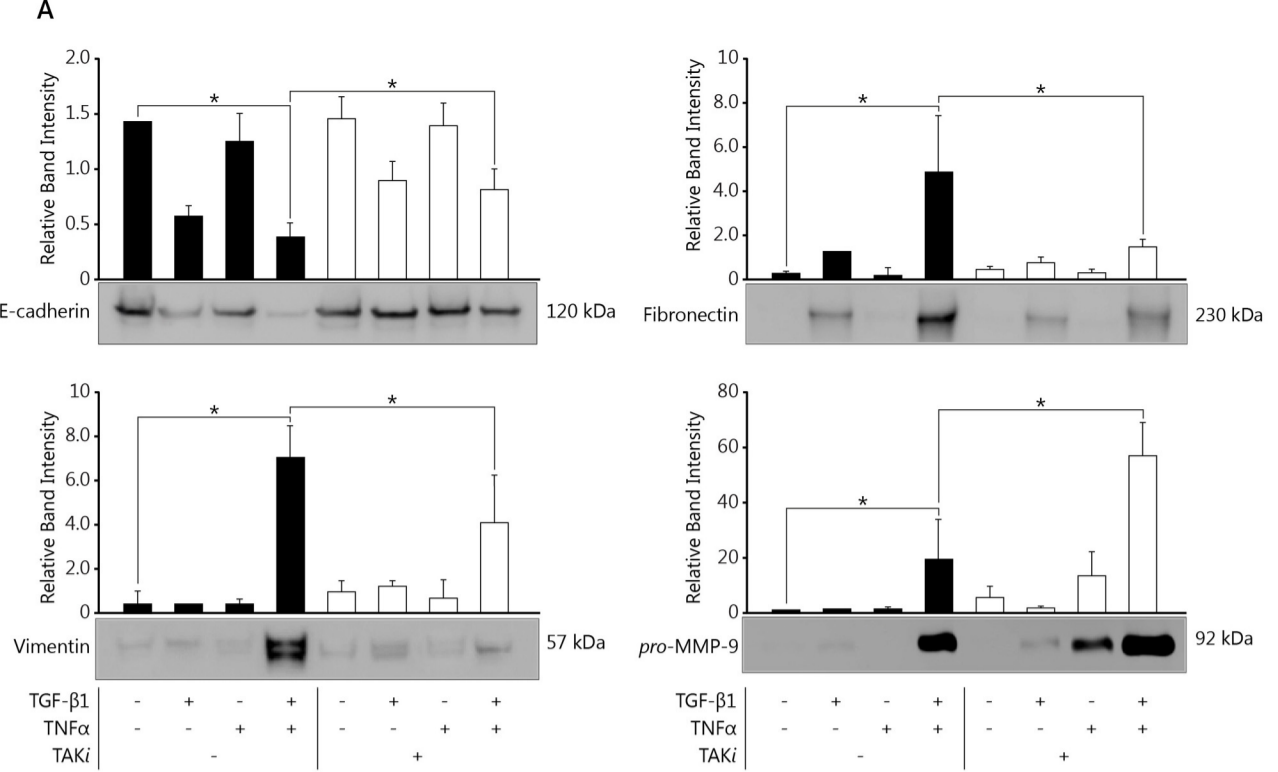 A
2.0
1.5
1.0
0.5
0
Relative Band Intensity
*
*
E-cadherin
120 kDa
10
8.0
6.0
4.0
2.0
0
Relative Band Intensity
*
*
Fibronectin
230 kDa
10
8.0
6.0
4.0
2.0
0
Relative Band Intensity
*
*
Vimentin
57 kDa
80
60
40
20
0
Relative Band Intensity
*
*
pro-MMP-9
92 kDa
TGF-β1 - + - + - + - +
TNFα - - + + - - + +
TAKi - +
TGF-β1 - + - + - + - +
TNFα - - + + - - + +
TAKi - +